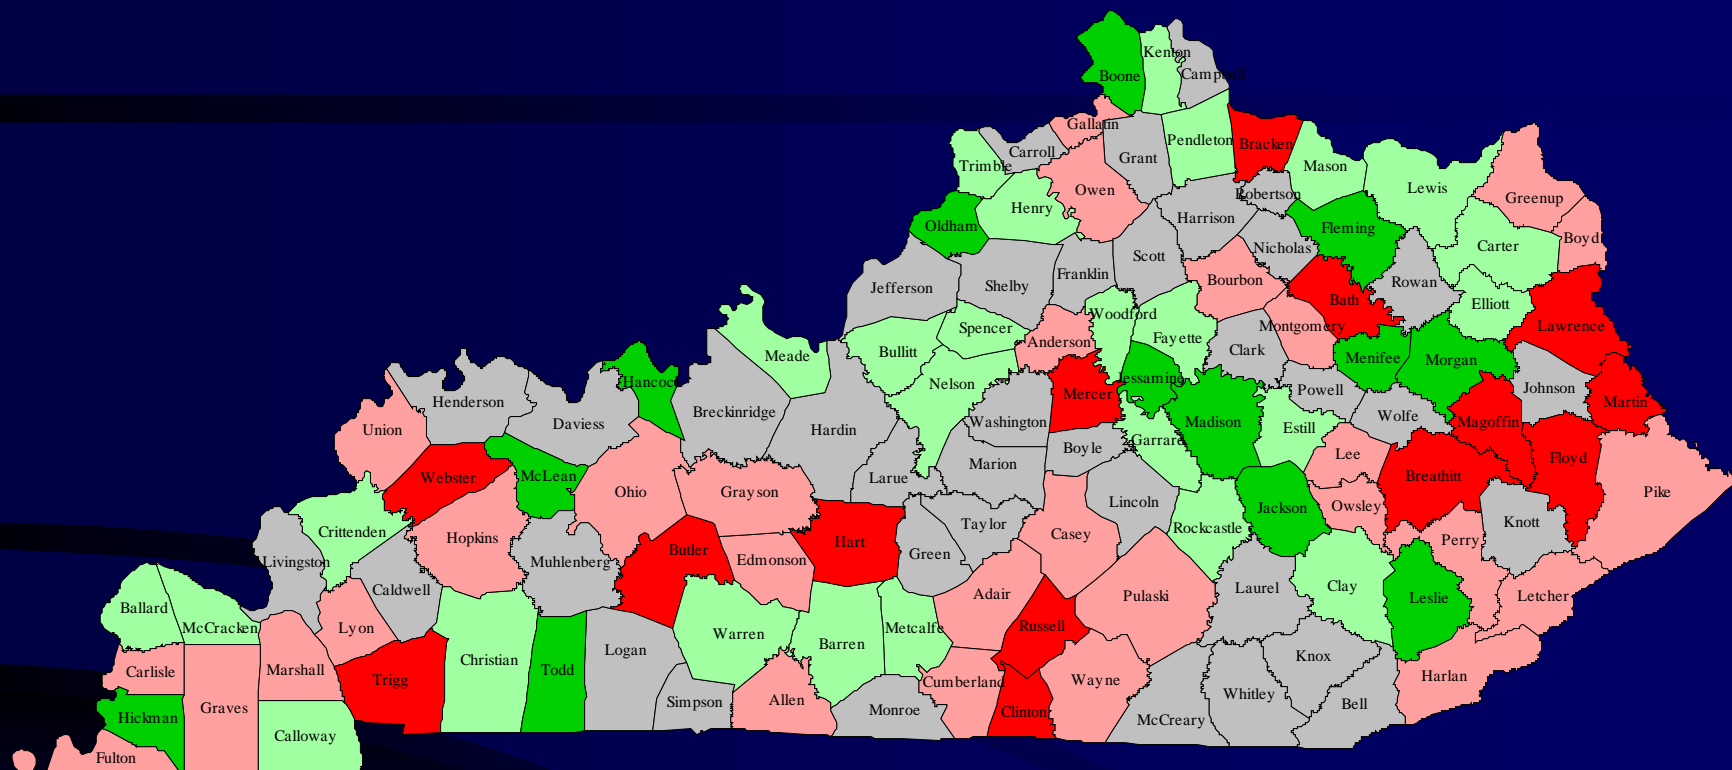 Kenton
Boone
Campbell
Gallatin
Pendleton
Bracken
Carroll
Grant
Trimble
Mason
Owen
Robertson
Lewis
Greenup
Henry
Harrison
Oldham
Fleming
Boyd
Nicholas
Carter
Scott
Franklin
Jefferson
Shelby
Bourbon
Rowan
Bath
Elliott
Woodford
Spencer
Montgomery
Lawrence
Fayette
Anderson
Bullitt
Clark
Meade
Menifee
Morgan
Jessamine
Nelson
Hancock
Powell
Johnson
Mercer
Henderson
Breckinridge
Martin
Wolfe
Daviess
Washington
Madison
Magoffin
Union
Hardin
Estill
Garrard
Boyle
Lee
Floyd
Marion
Webster
McLean
Larue
Breathitt
Ohio
Grayson
Pike
Lincoln
Owsley
Jackson
Taylor
Knott
Crittenden
Rockcastle
Hopkins
Casey
Hart
Perry
Butler
Green
Livingston
Muhlenberg
Edmonson
Caldwell
Laurel
Clay
Adair
Pulaski
Leslie
Letcher
Ballard
McCracken
Lyon
Metcalfe
Russell
Warren
Barren
Logan
Christian
Knox
Carlisle
Marshall
Todd
Trigg
Cumberland
Wayne
Harlan
Whitley
Simpson
Allen
Bell
Graves
Monroe
Clinton
Hickman
McCreary
Calloway
Fulton